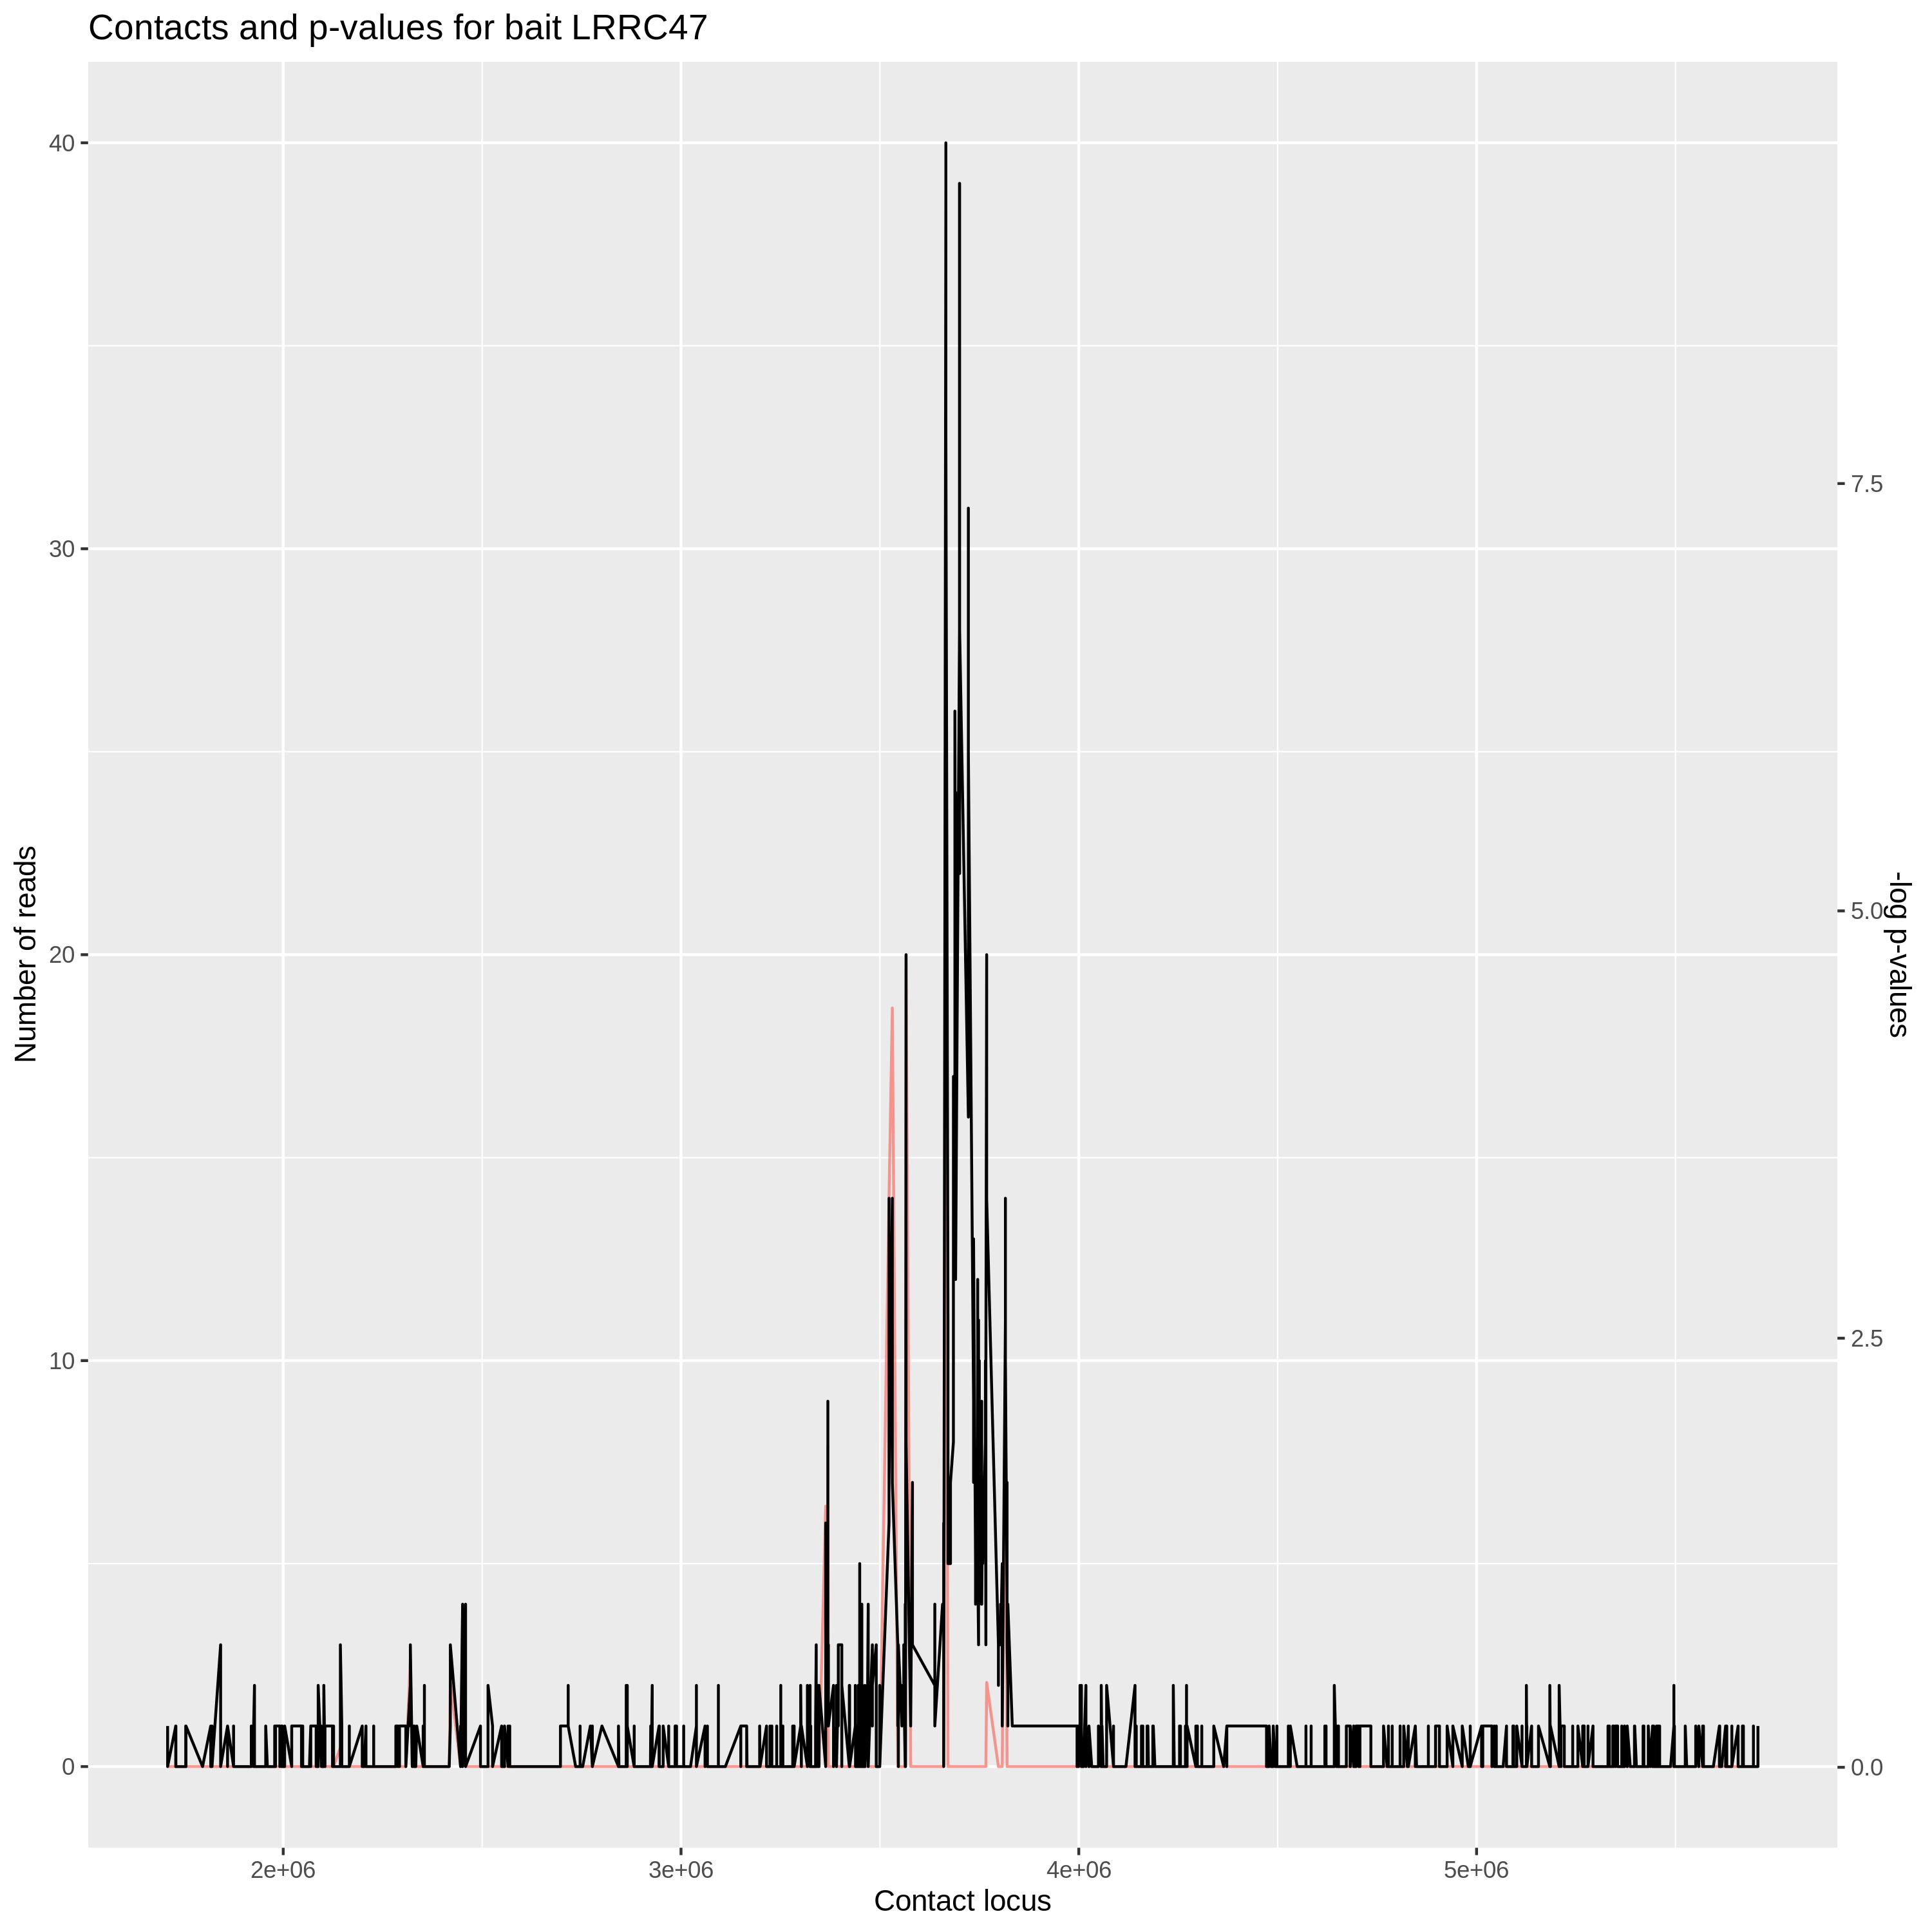 Contacts and p-values for bait LRRC47
40
30
20
10
0
Number of reads
7.5
5.0
2.5
0.0
-log p-values
2e+06
3e+06
4e+06
5e+06
Contact locus